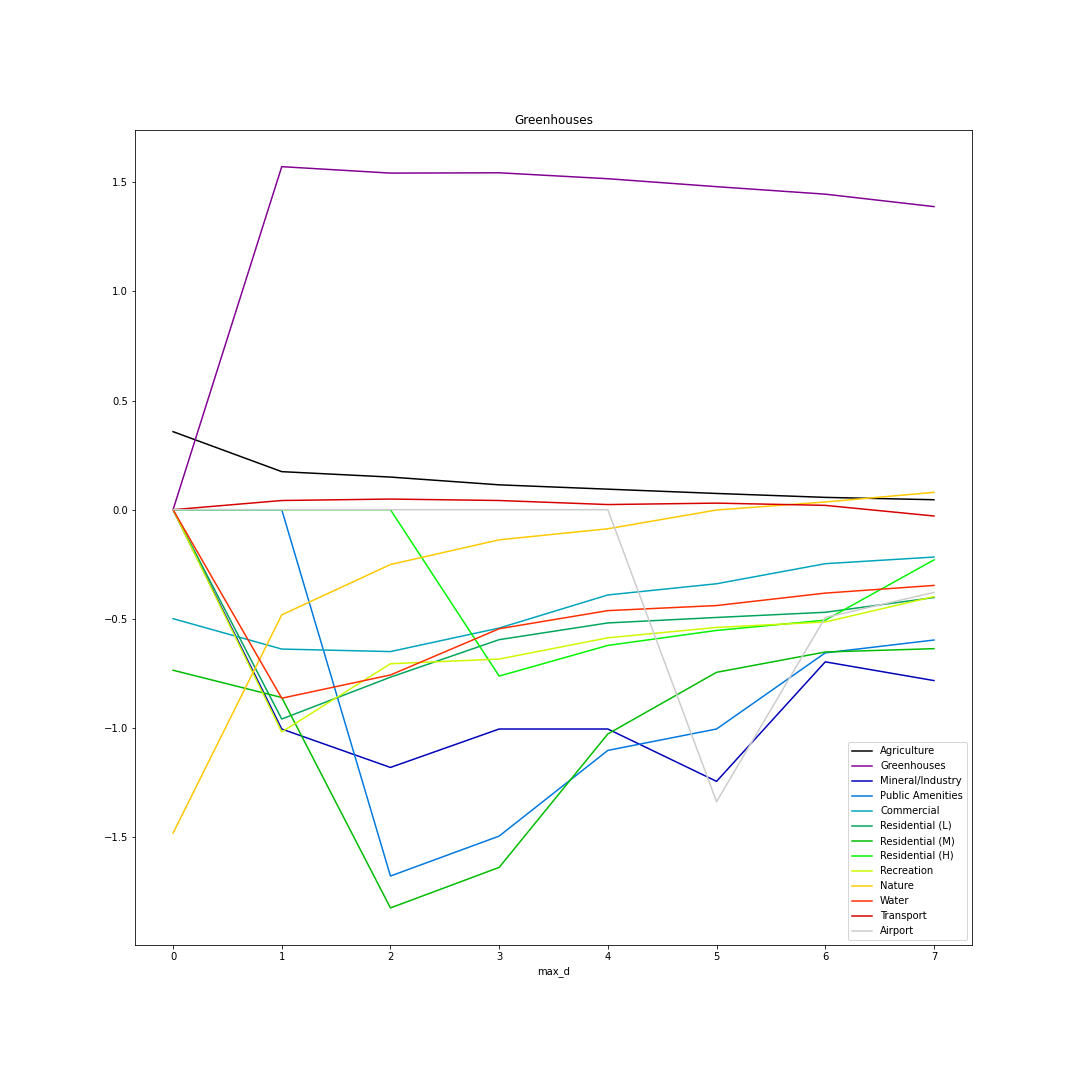 Greenhouses
1.5
1.0
0.5
0.0
−0.5
−1.0
−1.5
0 1 2 3 4 5 6 7
max_d
Agriculture
Greenhouses
Mineral/Industry
Public Amenities
Commercial
Residential (L)
Residential (M)
Residential (H)
Recreation
Nature
Water
Transport
Airport